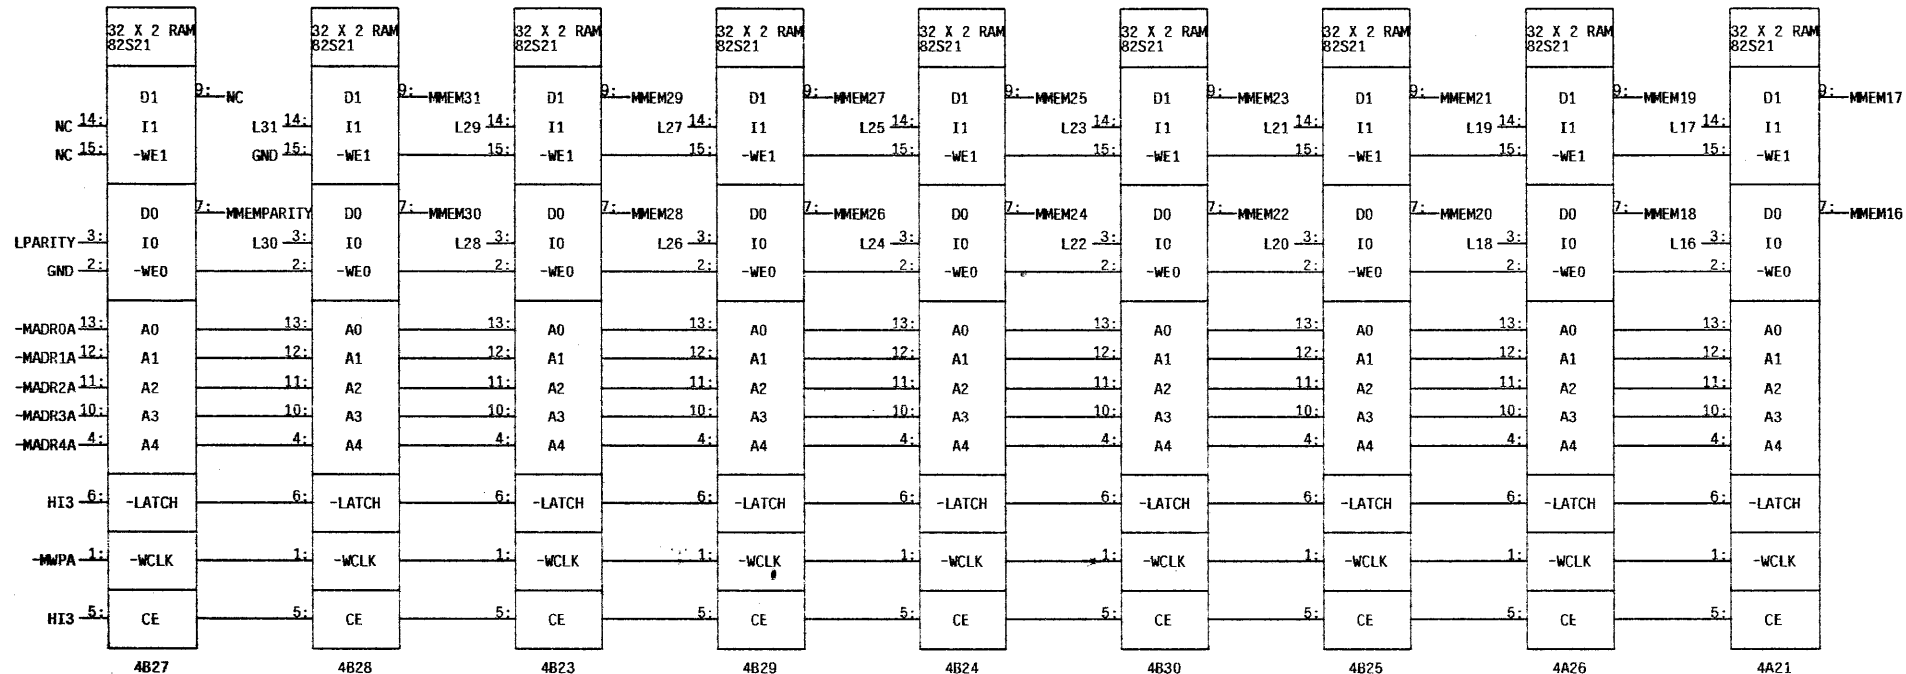 32 X 2 RAM 32 X 2 RAM 32 X 2 RAM 32 X 2 RAM 32 X 2 RAM 32 X 2 RAM 32 X 2 RAM 32 X 2 RAM 32 X 2 RAM
82S21 82S21 82S21 82S21 82S21 82S21 82S21 82S21 82S21
D1 9: NC D1 9: MMEM31 D1 9: MMEM29 D1 9: MMEM27 D1 9: MMEM25 D1 9: MMEM23 D1 9: MMEM21 D1 9: MMEM19 D1 9: MMEM17
NC 14: I1 L31 14: I1 L29 14: I1 L27 14: I1 L25 14: I1 L23 14: I1 L21 14: I1 L19 14: I1 L17 14: I1
NC 15: -WE1 GND 15: -WE1 15: -WE1 15: -WE1 15: -WE1 15: -WE1 15: -WE1 15: -WE1 15: -WE1
D0 7: MMEMPARITY D0 7: MMEM30 D0 7: MMEM28 D0 7: MMEM26 D0 7: MMEM24 D0 7: MMEM22 D0 7: MMEM20 D0 7: MMEM18 D0 7: MMEM16
LPARITY 3: I0 L30 3: I0 L28 3: I0 L26 3: I0 L24 3: I0 L22 3: I0 L20 3: I0 L18 3: I0 L16 3: I0
GND 2: -WE0 2: -WE0 2: -WE0 2: -WE0 2: -WE0 2: -WE0 2: -WE0 2: -WE0 2: -WE0
-MADR0A 13: A0 13: A0 13: A0 13: A0 13: A0 13: A0 13: A0 13: A0 13: A0
-MADR1A 12: A1 12: A1 12: A1 12: A1 12: A1 12: A1 12: A1 12: A1 12: A1
-MADR2A 11: A2 11: A2 11: A2 11: A2 11: A2 11: A2 11: A2 11: A2 11: A2
-MADR3A 10: A3 10: A3 10: A3 10: A3 10: A3 10: A3 10: A3 10: A3 10: A3
-MADR4A 4: A4 4: A4 4: A4 4: A4 4: A4 4: A4 4: A4 4: A4 4: A4
HI3 6: -LATCH 6: -LATCH 6: -LATCH 6: -LATCH 6: -LATCH 6: -LATCH 6: -LATCH 6: -LATCH 6: -LATCH
-MWPA 1: -WCLK 1: -WCLK 1: -WCLK 1: -WCLK 1: -WCLK 1: -WCLK 1: -WCLK 1: -WCLK 1: -WCLK
HI3 5: CE 5: CE 5: CE 5: CE 5: CE 5: CE 5: CE 5: CE 5: CE
4B27 4B28 4B23 4B29 4B24 4B30 4B25 4A26 4A21